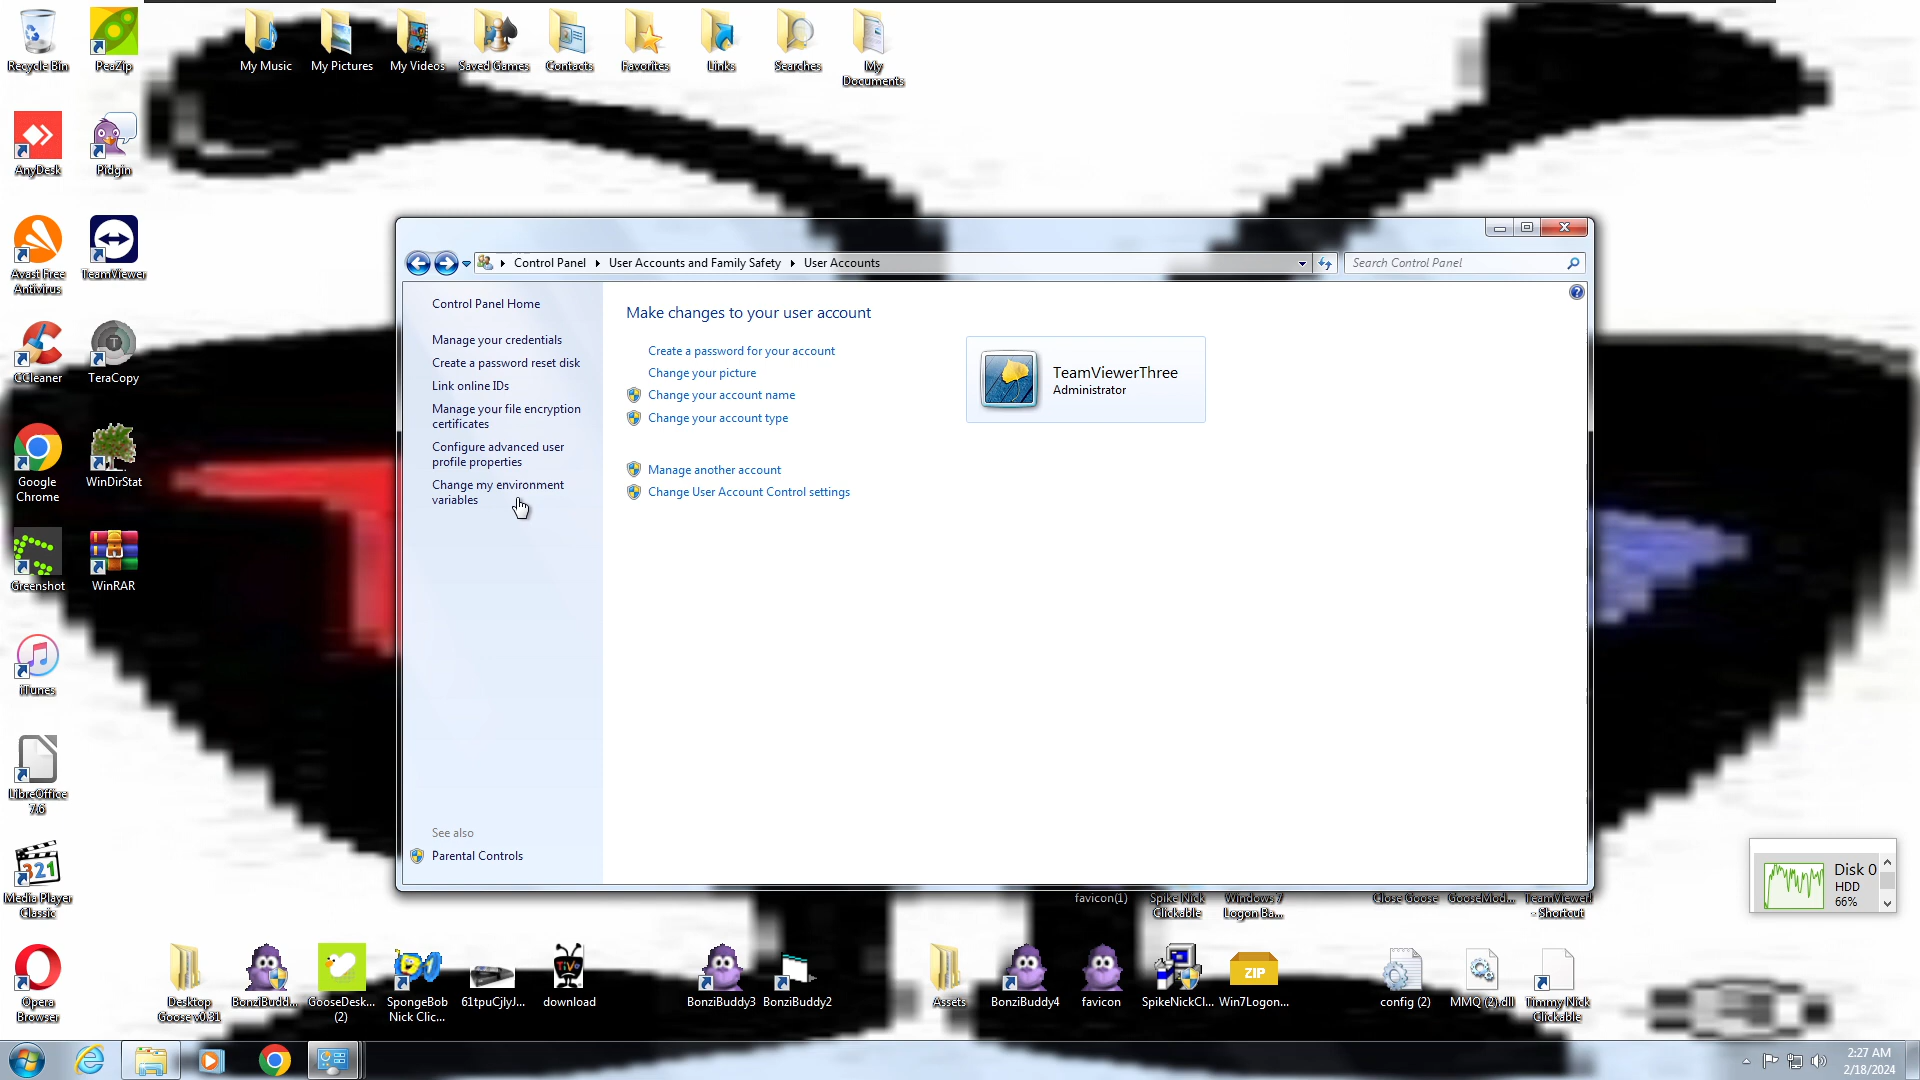 Recycle Bin
PeaZip
My Music
My Pictures
My Videos
Saved Games
Contacts
Favorites
Links
Searches
My
Documents
AnyDesk
Pidgin
Avast Free
Antivirus
TeamViewer
CCleaner
TeraCopy
Google
Chrome
WinDirStat
Greenshot
WinRAR
iTunes
LibreOffice
7.6
321
Media Player
Classic
Opera
Browser
Control Panel
User Accounts and Family Safety
User Accounts
Search Control Panel
Control Panel Home
Manage your credentials
Create a password reset disk
Link online IDs
Manage your file encryption
certificates
Configure advanced user
profile properties
Change my environment
variables
See also
Parental Controls
Make changes to your user account
Create a password for your account
Change your picture
Change your account name
Change your account type
Manage another account
Change User Account Control settings
TeamViewerThree
Administrator
Disk 0
HDD
66%
favicon(1)
Spike Nick
Clickable
Windows 7
Logon Ba...
Close Goose
GooseMod...
- Shortcut
Desktop
Goose v0.31
BonziBudd...
GooseDesk...
(2)
SpongeBob
Nick Clic...
61tpuCjlyJ...
TiVo
download
BonziBuddy3
BonziBuddy2
Assets
BonziBuddy4
favicon
SpikeNickCl...
ZIP
Win7Logon...
config (2)
MMQ (2).dll
Timmy Nick
Clickable
2:27 AM
2/18/2024